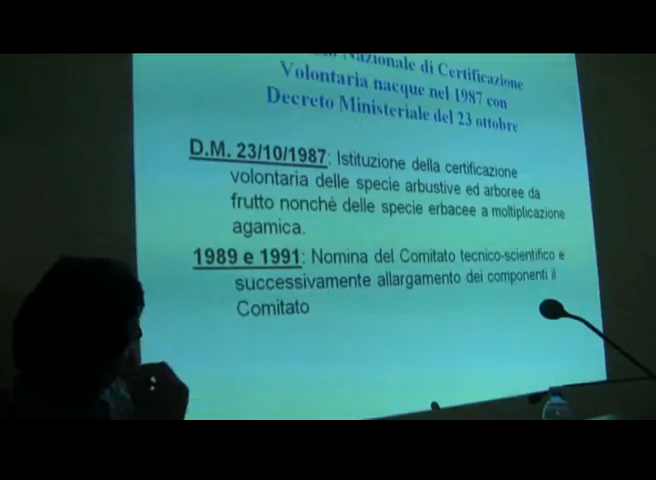 Nazionale di Certificazione
Volontaria nacque nel 1987 con
Decreto Ministeriale del 23 ottobre
D.M. 23/10/1987: Istituzione della certificazione
volontaria delle specie arbustive ed arboree da
frutto nonché delle specie erbacee a moltiplicazione
agamica.
1989 e 1991: Nomina del Comitato tecnico-scientifico e
successivamente allargamento dei componenti il
Comitato